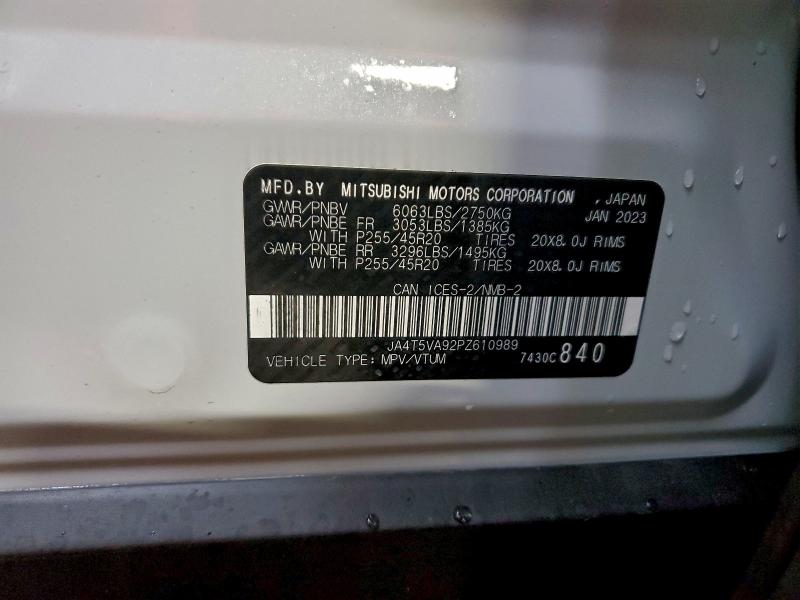 MFD.BY MITSUBISHI MOTORS CORPORATION , JAPAN
GVWR/PNBV 6063LBS/2750KG JAN 2023
GAWR/PNBE FR 3053LBS/1385KG
WITH P255/45R20 TIRES 20X8.0J RIMS
GAWR/PNBE RR 3296LBS/1495KG
WITH P255/45R20 TIRES 20X8.0J RIMS
CAN ICES-2/NMB-2
JA4T5VA92PZ610989
VEHICLE TYPE: MPV/VTUM 7430C 840